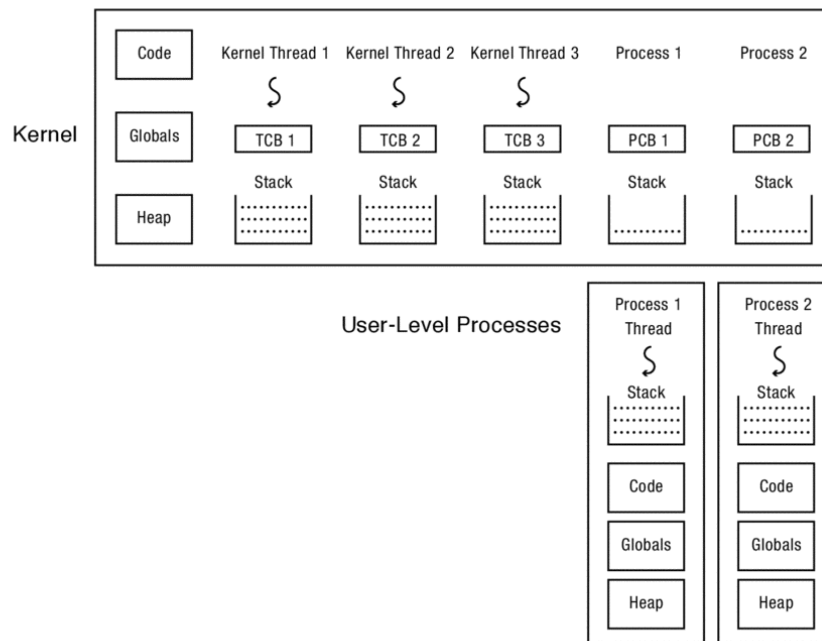 Kernel
Code
Kernel Thread 1
Kernel Thread 2
Kernel Thread 3
Process 1
Process 2
Globals
TCB 1
TCB 2
TCB 3
PCB 1
PCB 2
Heap
Stack
Stack
Stack
Stack
Stack
User-Level Processes
Process 1
Thread
Stack
Code
Globals
Heap
Process 2
Thread
Stack
Code
Globals
Heap